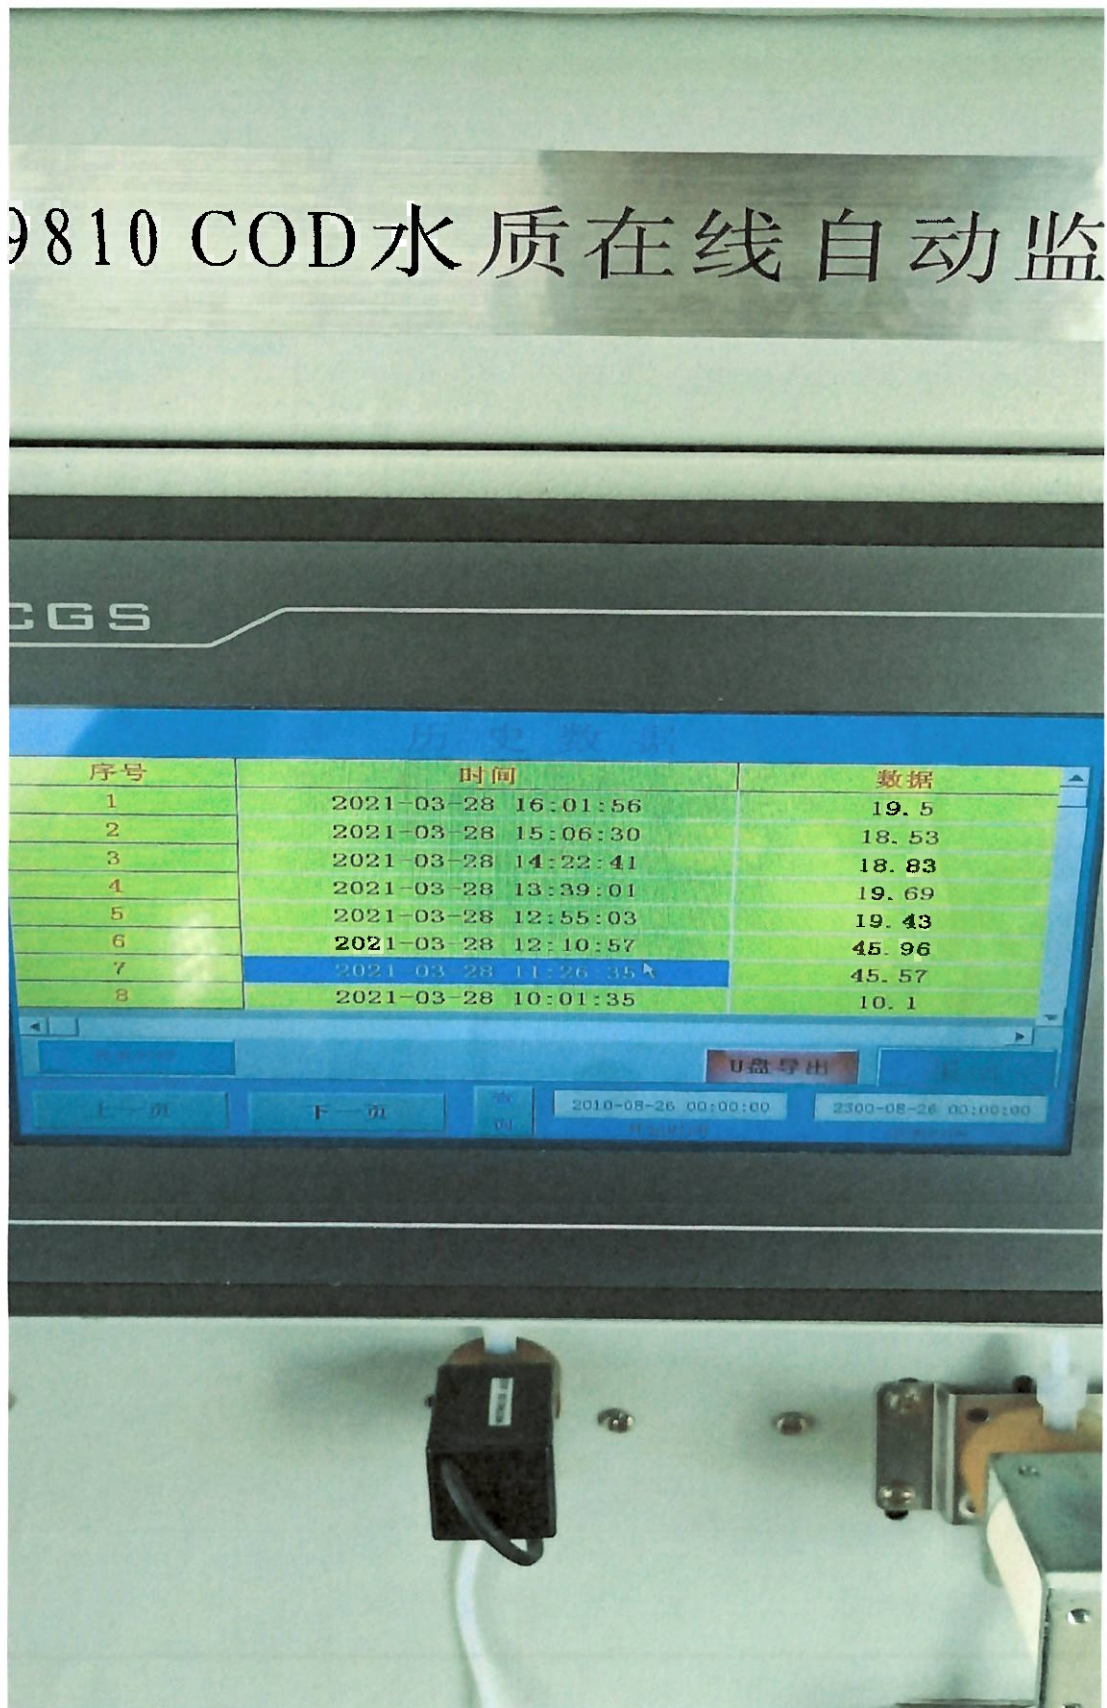 9810 COD水质在线自动监
CGS
历史数据
序号 时间 数据
1 2021-03-28 16:01:56 19.5
2 2021-03-28 15:06:30 18.53
3 2021-03-28 14:22:41 18.83
4 2021-03-28 13:39:01 19.69
5 2021-03-28 12:55:03 19.43
6 2021-03-28 12:10:57 45.96
7 2021-03-28 11:26:35 45.57
8 2021-03-28 10:01:35 10.1
U盘导出
上一页 下一页 查询 2010-08-26 00:00:00 2300-08-26 00:00:00